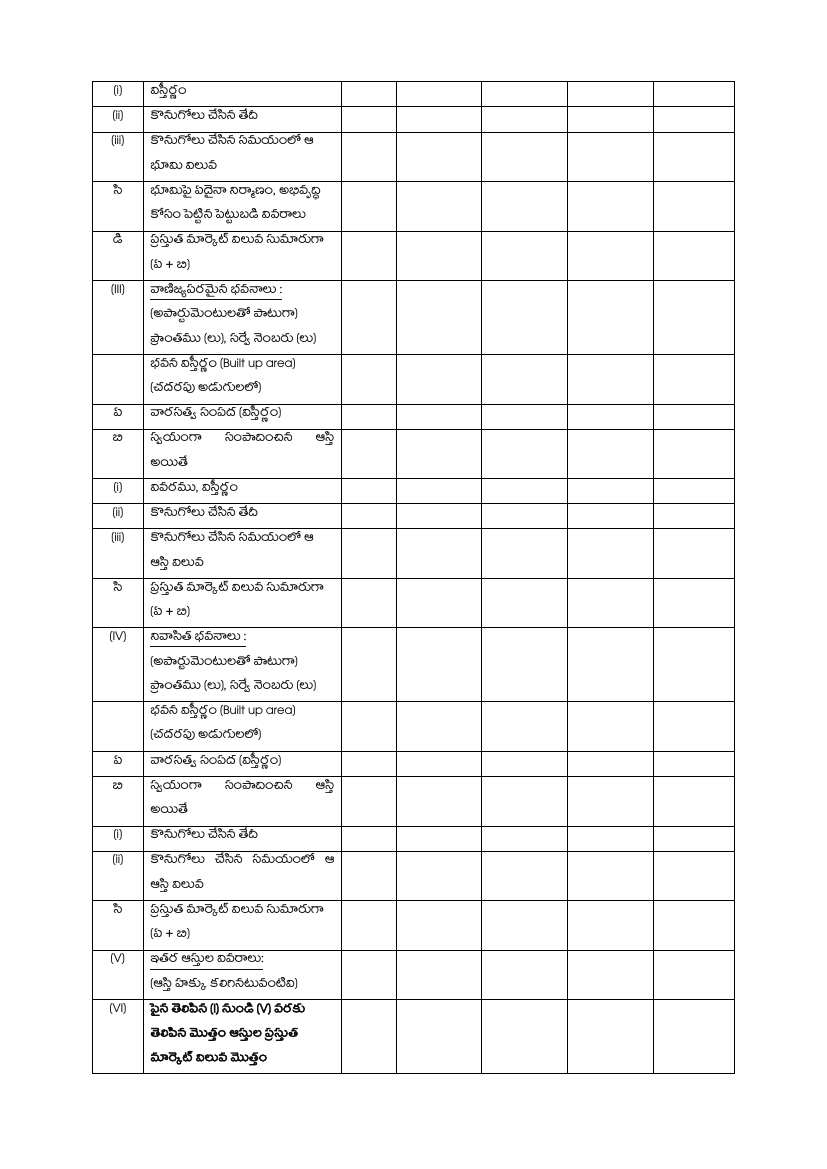 (i) విస్తీర్ణం
(ii) కొనుగోలు చేసిన తేది
(iii) కొనుగోలు చేసిన సమయంలో ఆ
భూమి విలువ
సి భూమిపై ఏదైనా నిర్మాణం, అభివృద్ధి
కోసం పెట్టిన పెట్టుబడి వివరాలు
డి ప్రస్తుత మార్కెట్ విలువ సుమారుగా
(ఏ + బి)
(III) వాణిజ్యపరమైన భవనాలు :
(అపార్టుమెంటులతో పాటుగా)
ప్రాంతము (లు), సర్వే నెంబరు (లు)
భవన విస్తీర్ణం (Built up area)
(చదరపు అడుగులలో)
ఏ వారసత్వ సంపద (విస్తీర్ణం)
బి స్వయంగా సంపాదించిన ఆస్తి
అయితే
(i) వివరము, విస్తీర్ణం
(ii) కొనుగోలు చేసిన తేది
(iii) కొనుగోలు చేసిన సమయంలో ఆ
ఆస్తి విలువ
సి ప్రస్తుత మార్కెట్ విలువ సుమారుగా
(ఏ + బి)
(IV) నివాసిత భవనాలు :
(అపార్టుమెంటులతో పాటుగా)
ప్రాంతము (లు), సర్వే నెంబరు (లు)
భవన విస్తీర్ణం (Built up area)
(చదరపు అడుగులలో)
ఏ వారసత్వ సంపద (విస్తీర్ణం)
బి స్వయంగా సంపాదించిన ఆస్తి
అయితే
(i) కొనుగోలు చేసిన తేది
(ii) కొనుగోలు చేసిన సమయంలో ఆ
ఆస్తి విలువ
సి ప్రస్తుత మార్కెట్ విలువ సుమారుగా
(ఏ + బి)
(V) ఇతర ఆస్తుల వివరాలు:
(ఆస్తి హక్కు కలిగినటువంటివి)
(VI) పైన తెలిపిన (I) నుండి (V) వరకు
తెలిపిన మొత్తం ఆస్తుల ప్రస్తుత
మార్కెట్ విలువ మొత్తం